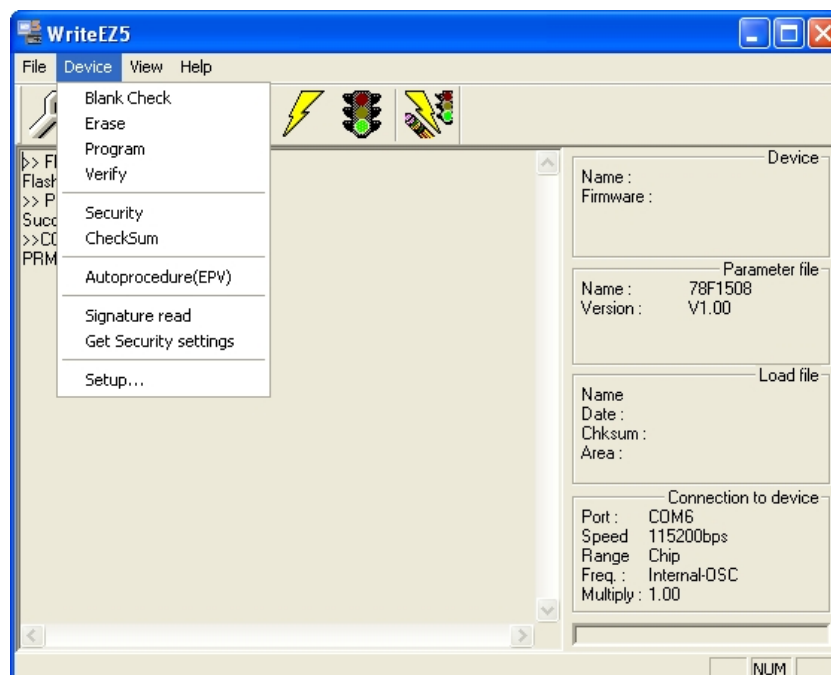 WriteEZ5
File Device View Help
Blank Check
Erase
Program
Verify
Security
CheckSum
Autoprocedure(EPV)
Signature read
Get Security settings
Setup...
>> Fl
Flash
>> P
Succ
>>CO
PRM
Device
Name :
Firmware :
Parameter file
Name : 78F1508
Version : V1.00
Load file
Name
Date :
Chksum :
Area :
Connection to device
Port : COM6
Speed 115200bps
Range Chip
Freq. : Internal-OSC
Multiply : 1.00
NUM